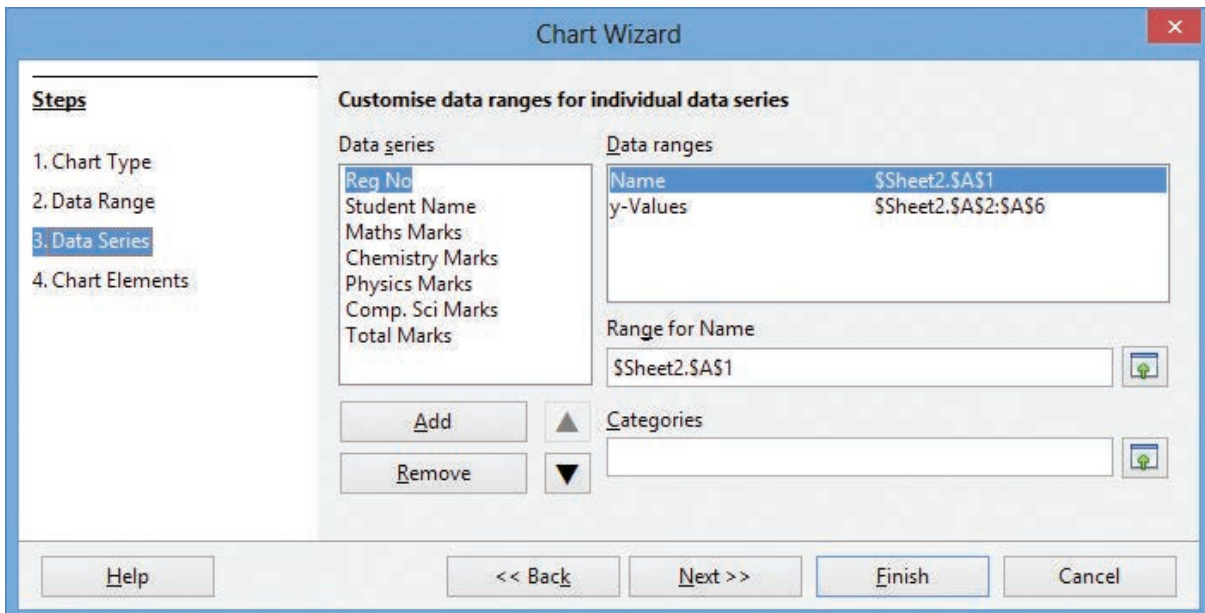 Chart Wizard
Steps
1. Chart Type
2. Data Range
3. Data Series
4. Chart Elements
Customise data ranges for individual data series
Data series
Reg No
Student Name
Maths Marks
Chemistry Marks
Physics Marks
Comp. Sci Marks
Total Marks
Add
Remove
Data ranges
Name $Sheet2.$A$1
y-Values $Sheet2.$A$2:$A$6
Range for Name
$Sheet2.$A$1
Categories
Help
<< Back
Next >>
Finish
Cancel